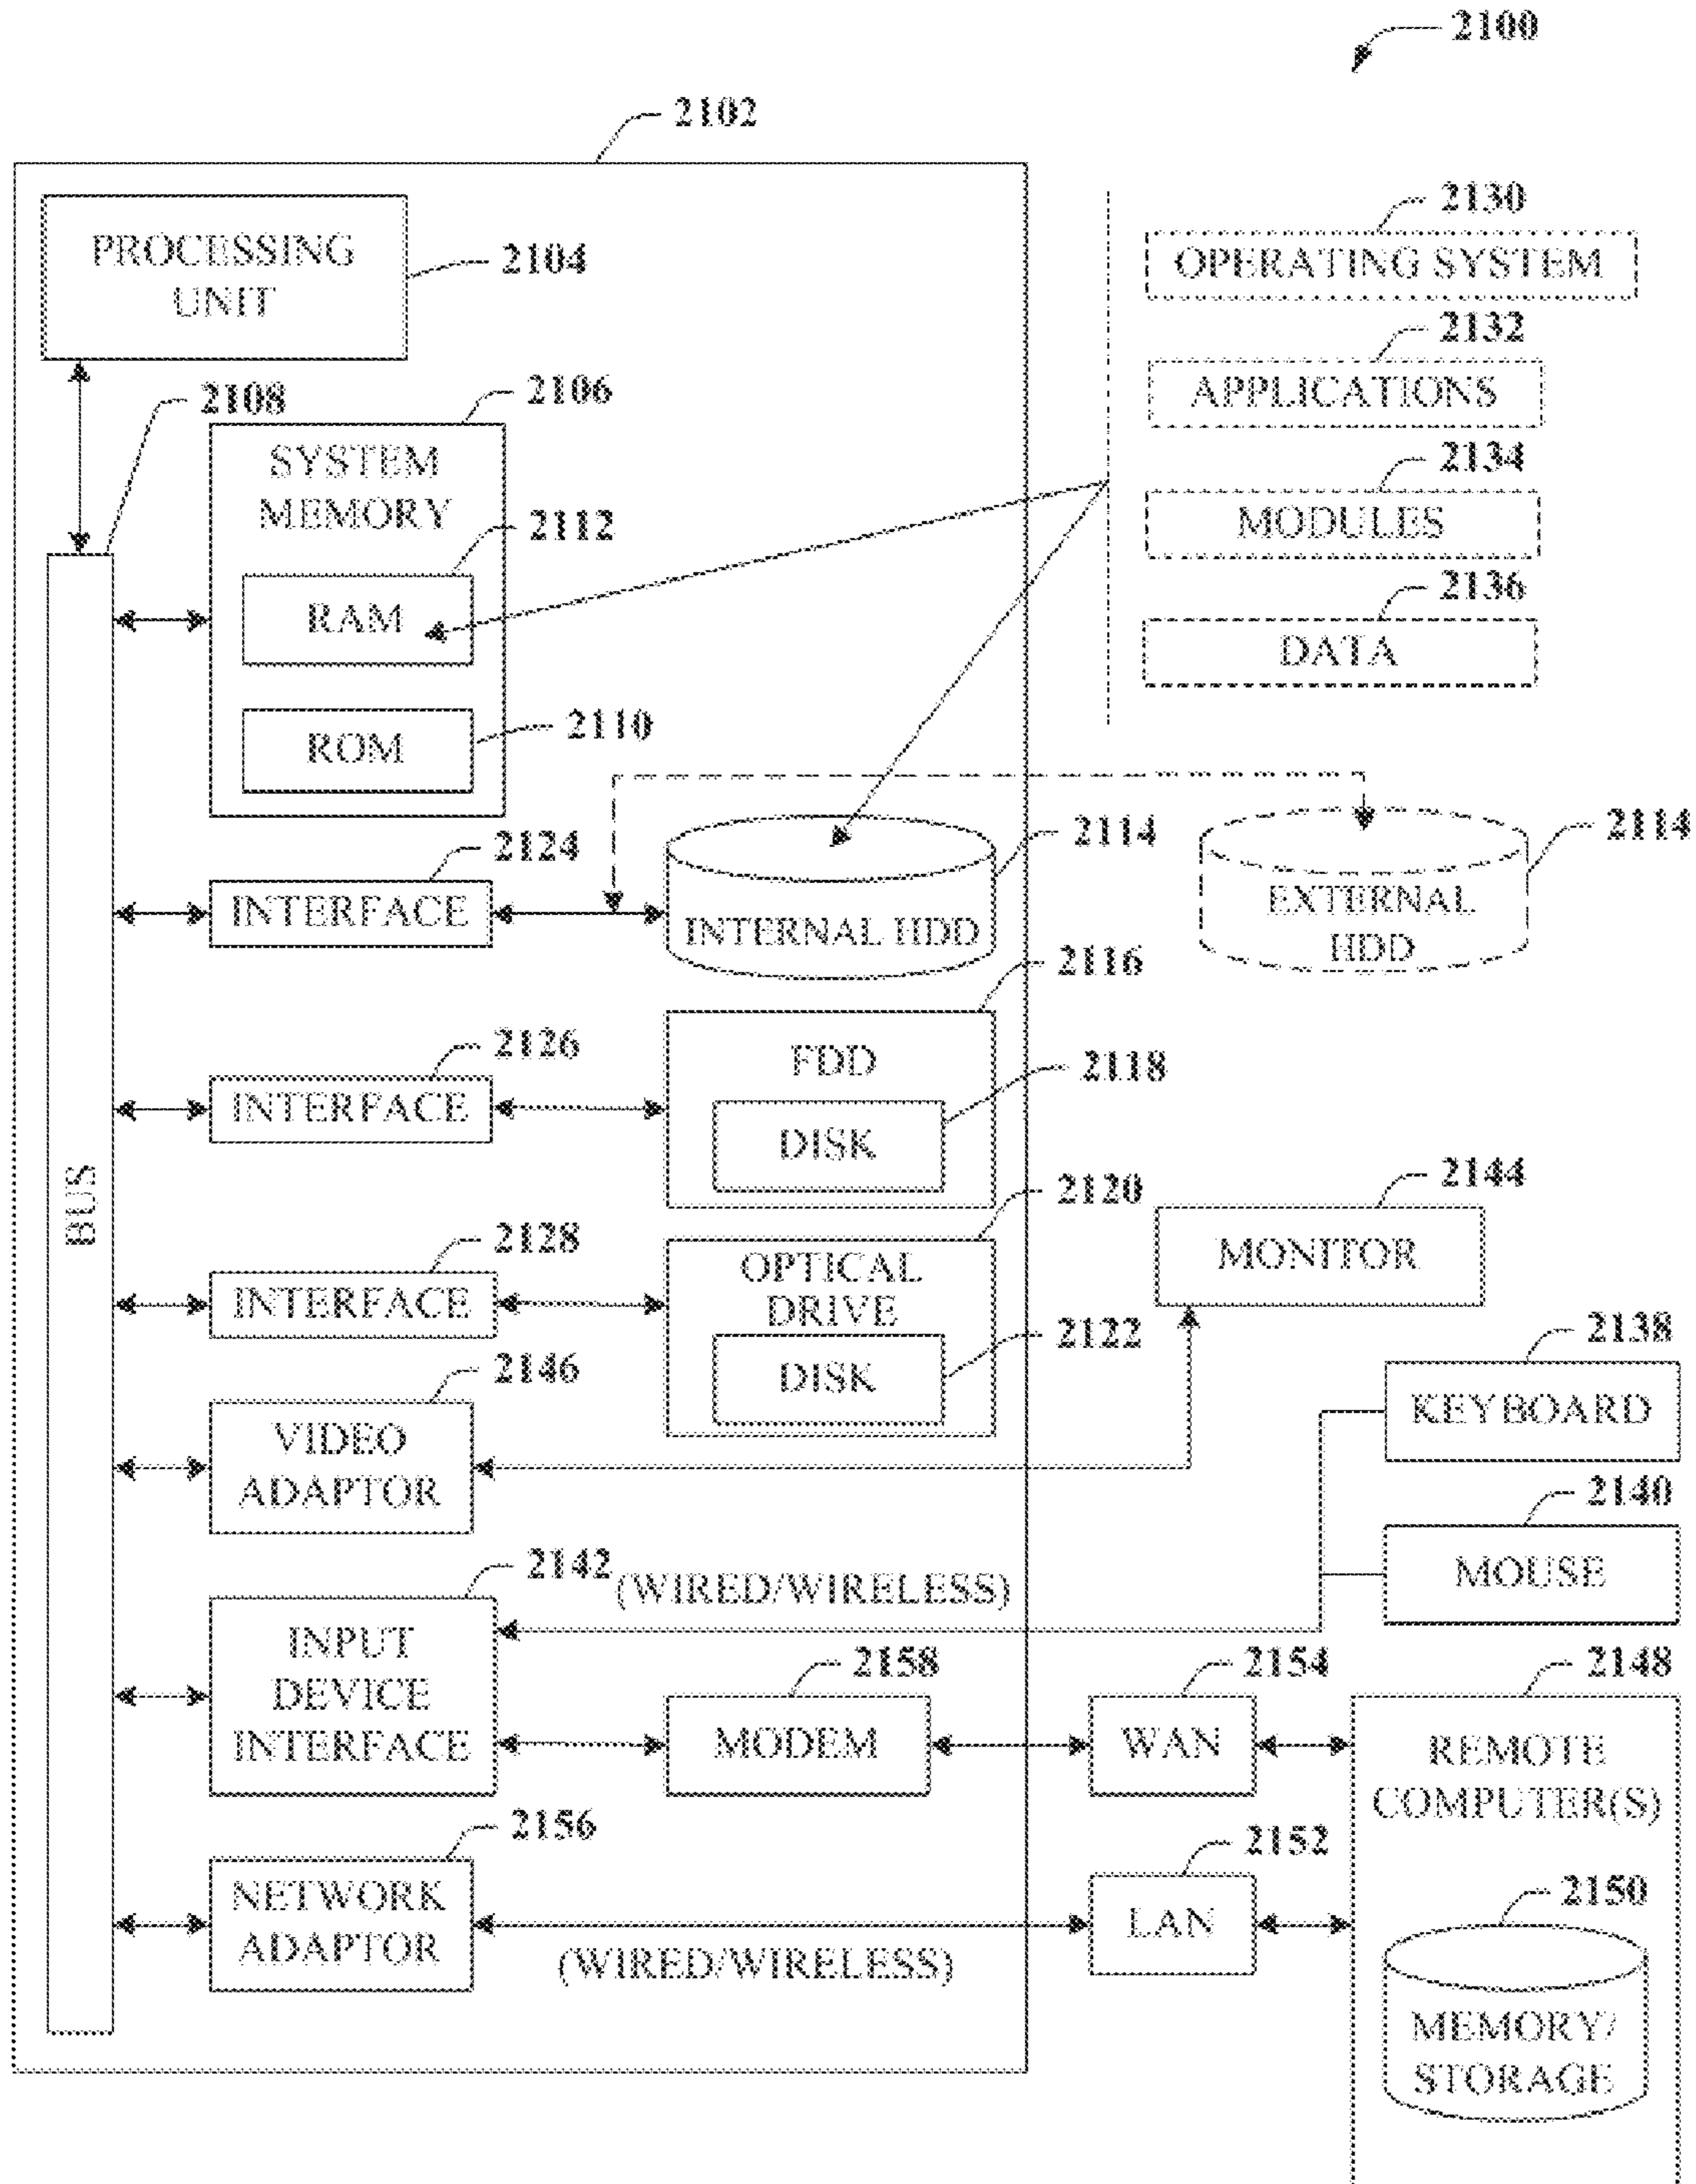 2100
2102
PROCESSING
UNIT
2104
2108
2106
SYSTEM
MEMORY
2112
RAM
2110
ROM
2130
OPERATING SYSTEM
2132
APPLICATIONS
2134
MODULES
2136
DATA
2124
INTERFACE
2114
INTERNAL HDD
2114
EXTERNAL
HDD
2116
2126
INTERFACE
FDD
2118
DISK
BUS
2128
INTERFACE
2120
OPTICAL
DRIVE
2122
DISK
2144
MONITOR
2138
KEYBOARD
2146
VIDEO
ADAPTOR
2140
MOUSE
2142
(WIRED/WIRELESS)
INPUT
DEVICE
INTERFACE
2158
MODEM
2154
WAN
2148
REMOTE
COMPUTER(S)
2156
NETWORK
ADAPTOR
(WIRED/WIRELESS)
2152
LAN
2150
MEMORY/
STORAGE